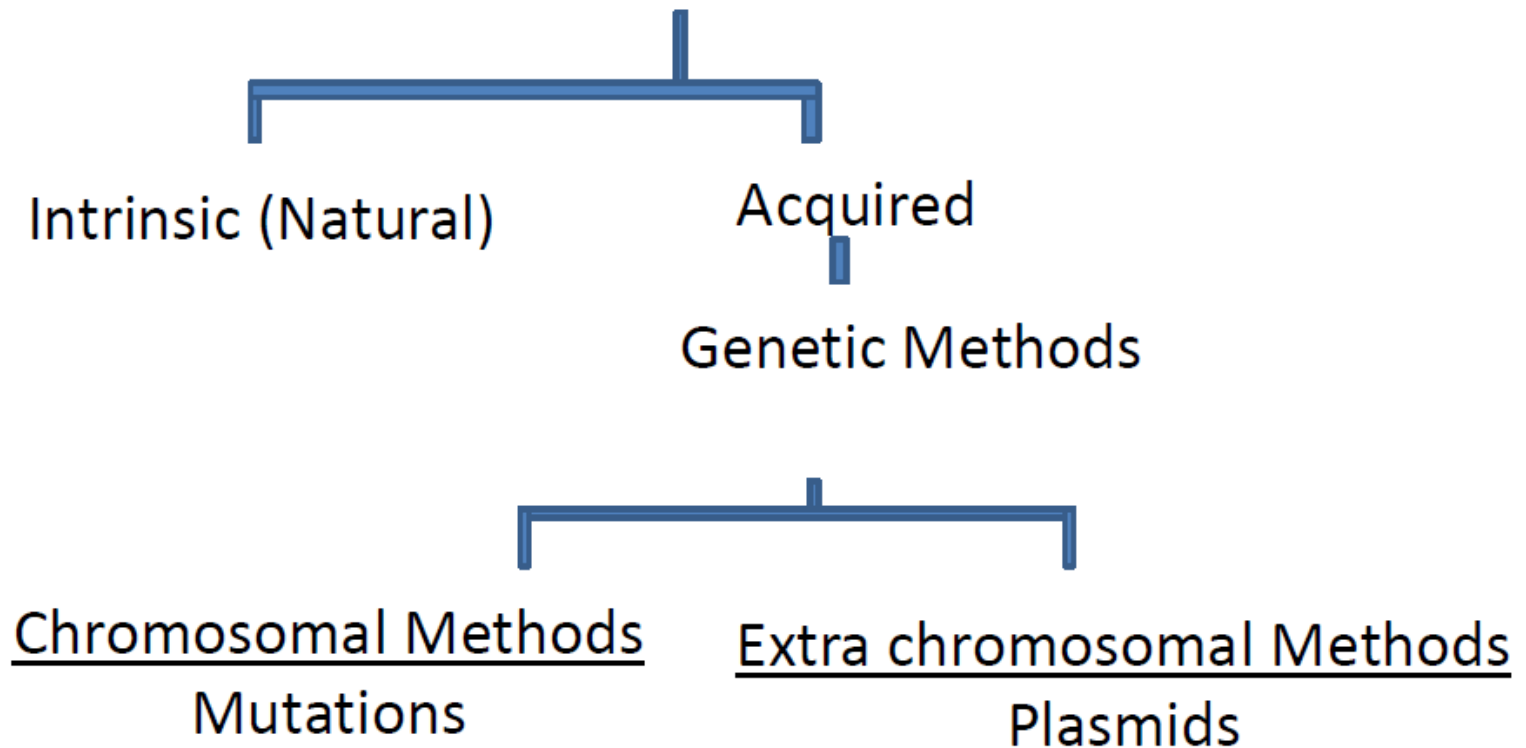 Intrinsic (Natural)
Acquired
Genetic Methods
Chromosomal Methods
Mutations
Extra chromosomal Methods
Plasmids